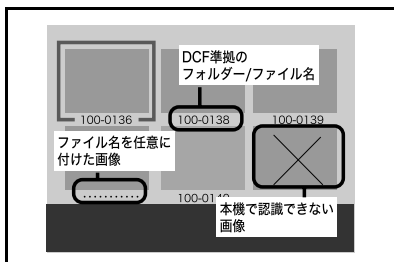 DCF準拠の
フォルダー/ファイル名
100-0136
100-0138
100-0139
ファイル名を任意に
付けた画像
..........
100-0140
本機で認識できない
画像